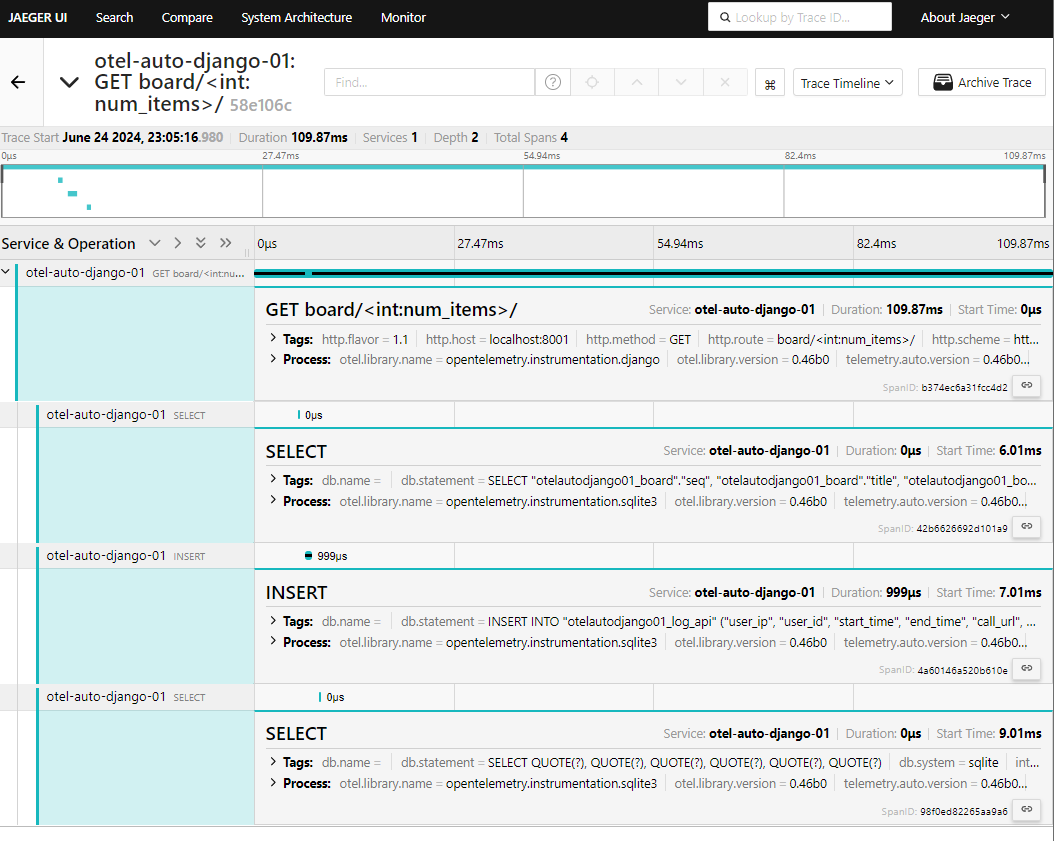 JAEGER UI Search Compare System Architecture Monitor Lookup by Trace ID... About Jaeger
otel-auto-django-01:
GET board/<int:
num_items>/ 58e106c
Find... Trace Timeline Archive Trace
Trace Start June 24 2024, 23:05:16.980 Duration 109.87ms Services 1 Depth 2 Total Spans 4
0μs 27.47ms 54.94ms 82.4ms 109.87ms
Service & Operation 0μs 27.47ms 54.94ms 82.4ms 109.87ms
otel-auto-django-01 GET board/<int:nu...
GET board/<int:num_items>/ Service: otel-auto-django-01 Duration: 109.87ms Start Time: 0μs
Tags: http.flavor = 1.1 http.host = localhost:8001 http.method = GET http.route = board/<int:num_items>/ http.scheme = htt...
Process: otel.library.name = opentelemetry.instrumentation.django otel.library.version = 0.46b0 telemetry.auto.version = 0.46b0...
SpanID: b374ec6a31fcc4d2
otel-auto-django-01 SELECT 0μs
SELECT Service: otel-auto-django-01 Duration: 0μs Start Time: 6.01ms
Tags: db.name = db.statement = SELECT "otelautodjango01_board"."seq", "otelautodjango01_board"."title", "otelautodjango01_bo...
Process: otel.library.name = opentelemetry.instrumentation.sqlite3 otel.library.version = 0.46b0 telemetry.auto.version = 0.46b0...
SpanID: 42b6626692d101a9
otel-auto-django-01 INSERT 999μs
INSERT Service: otel-auto-django-01 Duration: 999μs Start Time: 7.01ms
Tags: db.name = db.statement = INSERT INTO "otelautodjango01_log_api" ("user_ip", "user_id", "start_time", "end_time", "call_url", ...
Process: otel.library.name = opentelemetry.instrumentation.sqlite3 otel.library.version = 0.46b0 telemetry.auto.version = 0.46b0...
SpanID: 4a60146a520b610e
otel-auto-django-01 SELECT 0μs
SELECT Service: otel-auto-django-01 Duration: 0μs Start Time: 9.01ms
Tags: db.name = db.statement = SELECT QUOTE(?), QUOTE(?), QUOTE(?), QUOTE(?), QUOTE(?), QUOTE(?) db.system = sqlite int...
Process: otel.library.name = opentelemetry.instrumentation.sqlite3 otel.library.version = 0.46b0 telemetry.auto.version = 0.46b0...
SpanID: 98f0ed82265aa9a6